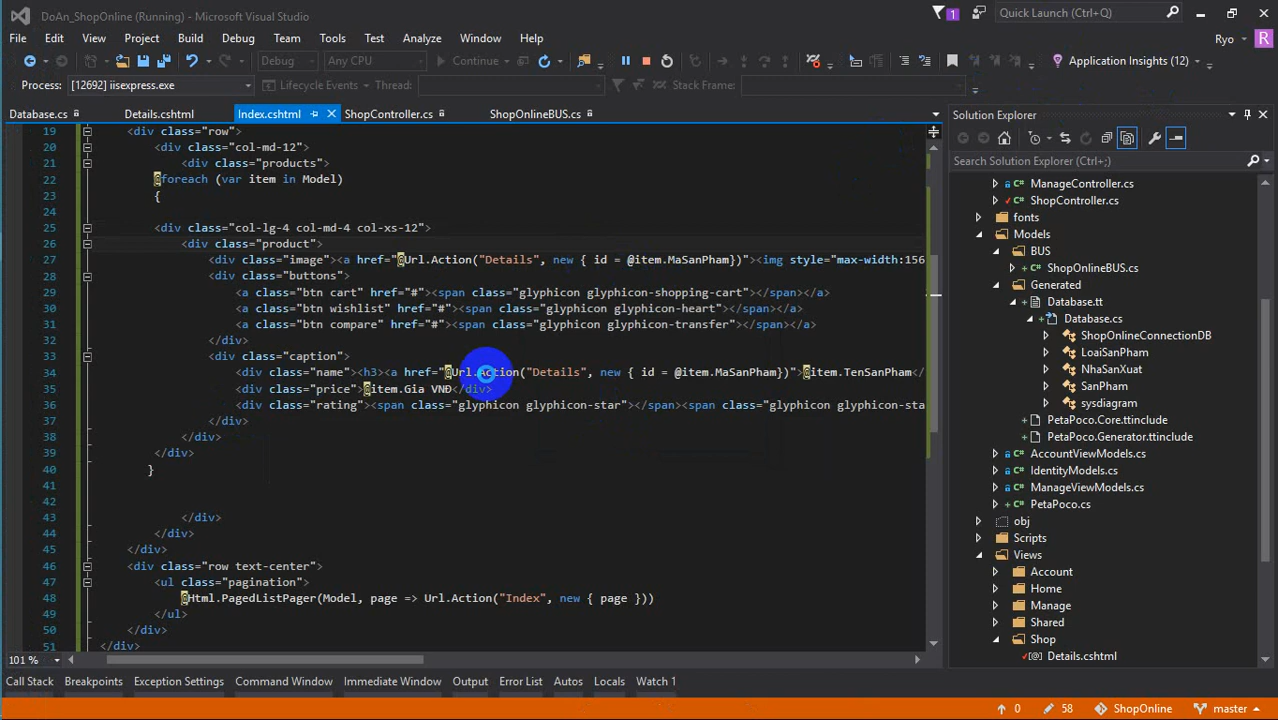 DoAn_ShopOnline (Running) - Microsoft Visual Studio
1
Quick Launch (Ctrl+Q)
File Edit View Project Build Debug Team Tools Test Analyze Window Help
Ryo R
Debug Any CPU Continue Application Insights (12)
Process: [12692] iisexpress.exe Lifecycle Events Thread: Stack Frame:
Database.cs Details.cshtml Index.cshtml ShopController.cs ShopOnlineBUS.cs
19 <div class="row">
20 <div class="col-md-12">
21 <div class="products">
22 @foreach (var item in Model)
23 {
24
25 <div class="col-lg-4 col-md-4 col-xs-12">
26 <div class="product">
27 <div class="image"><a href="@Url.Action("Details", new { id = @item.MaSanPham})"><img style="max-width:156
28 <div class="buttons">
29 <a class="btn cart" href="#"><span class="glyphicon glyphicon-shopping-cart"></span></a>
30 <a class="btn wishlist" href="#"><span class="glyphicon glyphicon-heart"></span></a>
31 <a class="btn compare" href="#"><span class="glyphicon glyphicon-transfer"></span></a>
32 </div>
33 <div class="caption">
34 <div class="name"><h3><a href="@Url.Action("Details", new { id = @item.MaSanPham})">@item.TenSanPham</
35 <div class="price">@item.Gia VNĐ</div>
36 <div class="rating"><span class="glyphicon glyphicon-star"></span><span class="glyphicon glyphicon-sta
37 </div>
38 </div>
39 </div>
40 }
41
42
43 </div>
44 </div>
45 </div>
46 <div class="row text-center">
47 <ul class="pagination">
48 @Html.PagedListPager(Model, page => Url.Action("Index", new { page }))
49 </ul>
50 </div>
51 </div>
101 %
Solution Explorer
Search Solution Explorer (Ctrl+;)
ManageController.cs
ShopController.cs
fonts
Models
BUS
ShopOnlineBUS.cs
Generated
Database.tt
Database.cs
ShopOnlineConnectionDB
LoaiSanPham
NhaSanXuat
SanPham
sysdiagram
PetaPoco.Core.ttinclude
PetaPoco.Generator.ttinclude
AccountViewModels.cs
IdentityModels.cs
ManageViewModels.cs
PetaPoco.cs
obj
Scripts
Views
Account
Home
Manage
Shared
Shop
Details.cshtml
Call Stack Breakpoints Exception Settings Command Window Immediate Window Output Error List Autos Locals Watch 1
0 58 ShopOnline master